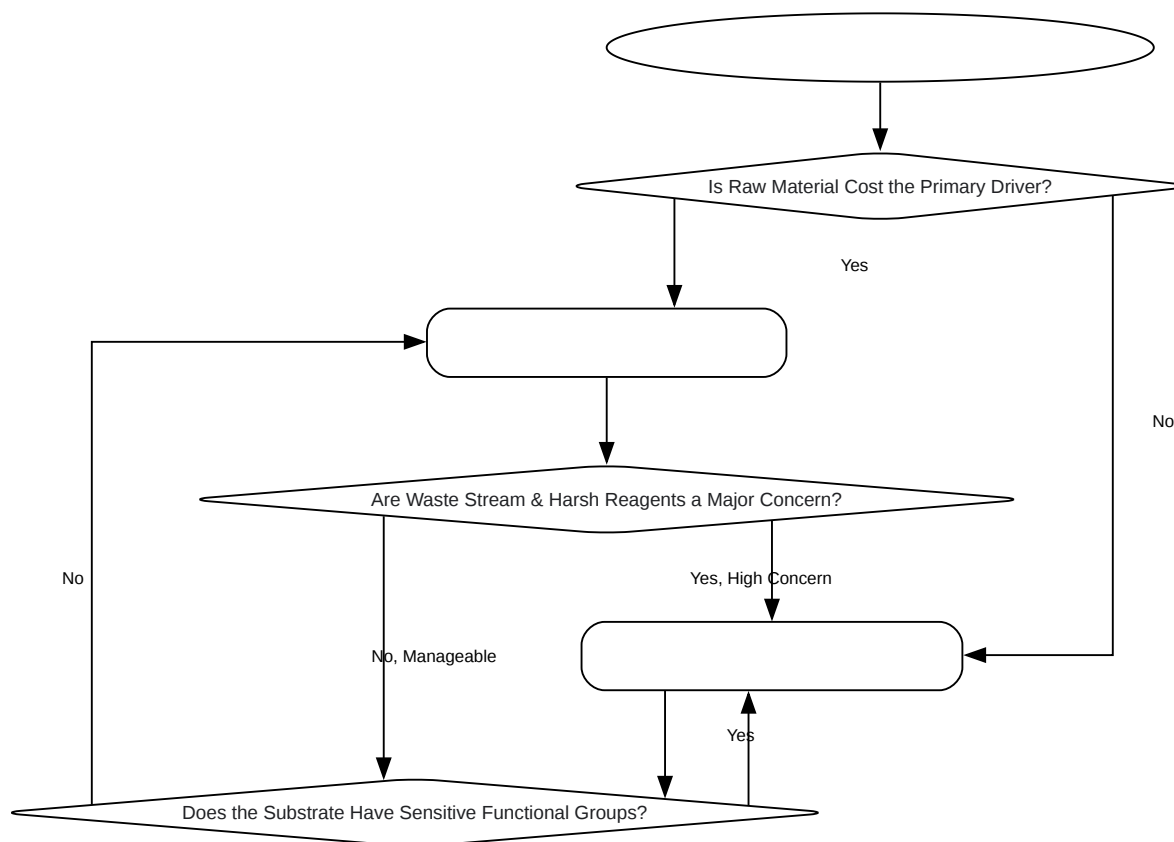 Is Raw Material Cost the Primary Driver?
Yes
No
Are Waste Stream & Harsh Reagents a Major Concern?
No
Yes, High Concern
No, Manageable
Yes
Does the Substrate Have Sensitive Functional Groups?